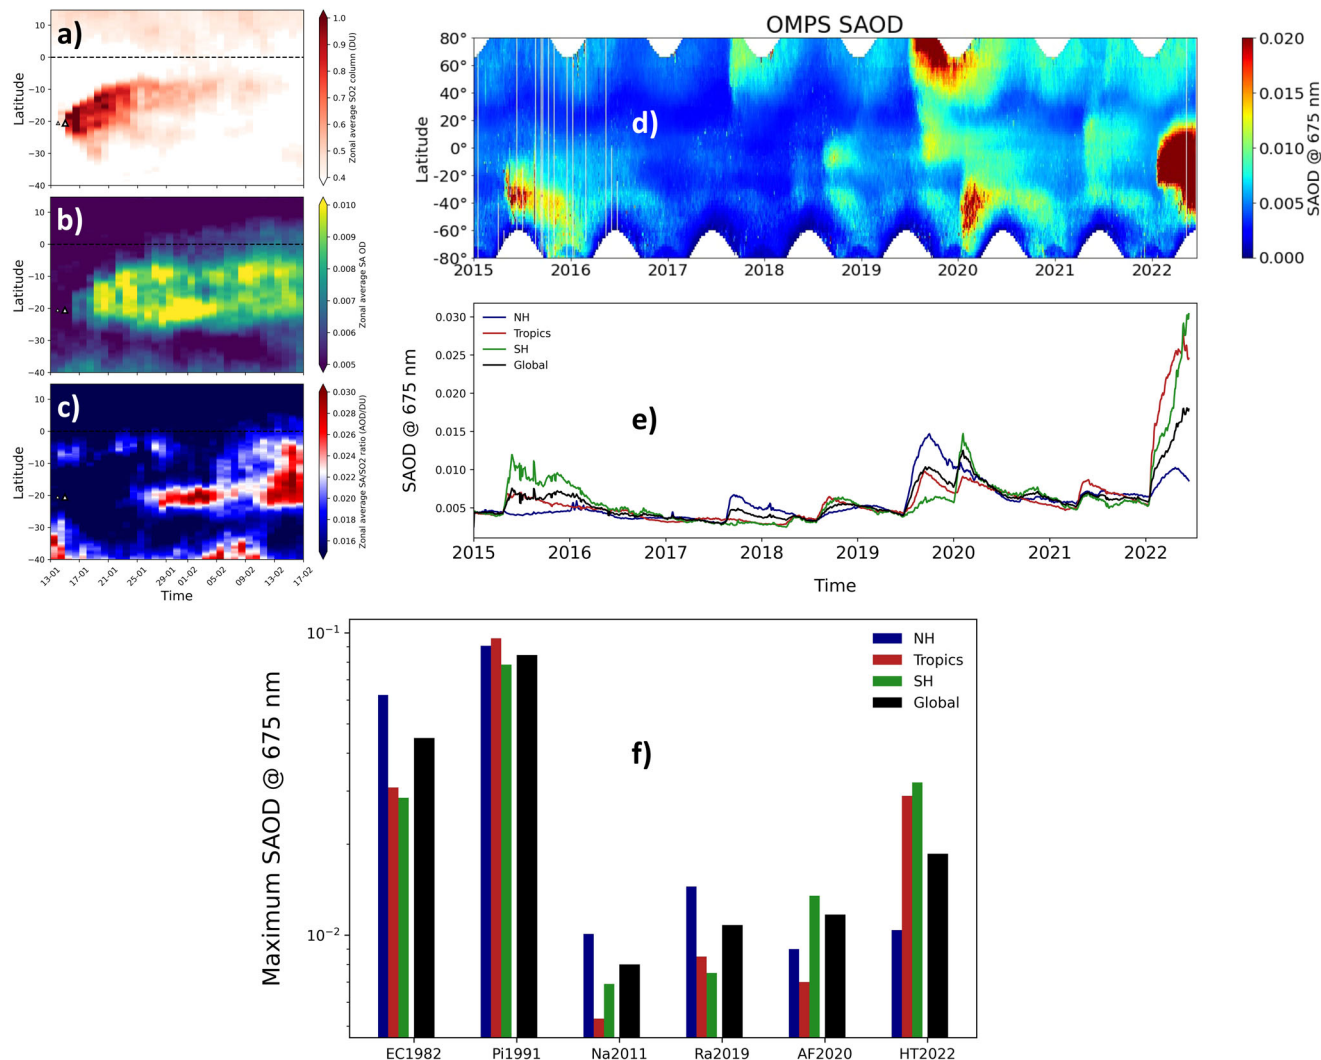 a)
Latitude
10
0
−10
−20
−30
−40
1.0
0.9
0.8
0.7
0.6
0.5
0.4
Zonal average SO2 column (DU)
b)
Latitude
10
0
−10
−20
−30
−40
0.010
0.009
0.008
0.007
0.006
0.005
Zonal average SA OD
c)
Latitude
10
0
−10
−20
−30
−40
0.030
0.028
0.026
0.024
0.022
0.020
0.018
0.016
Zonal average SA/SO2 ratio (AOD/DU)
13-01 17-01 21-01 25-01 29-01 01-02 05-02 09-02 13-02 17-02
Time
OMPS SAOD
d)
Latitude
80°
60°
40°
20°
0°
-20°
-40°
-60°
-80°
2015 2016 2017 2018 2019 2020 2021 2022
0.020
0.015
0.010
0.005
0.000
SAOD @ 675 nm
e)
SAOD @ 675 nm
0.030
0.025
0.020
0.015
0.010
0.005
NH
Tropics
SH
Global
2015 2016 2017 2018 2019 2020 2021 2022
Time
f)
Maximum SAOD @ 675 nm
10⁻¹
10⁻²
NH
Tropics
SH
Global
EC1982 Pi1991 Na2011 Ra2019 AF2020 HT2022